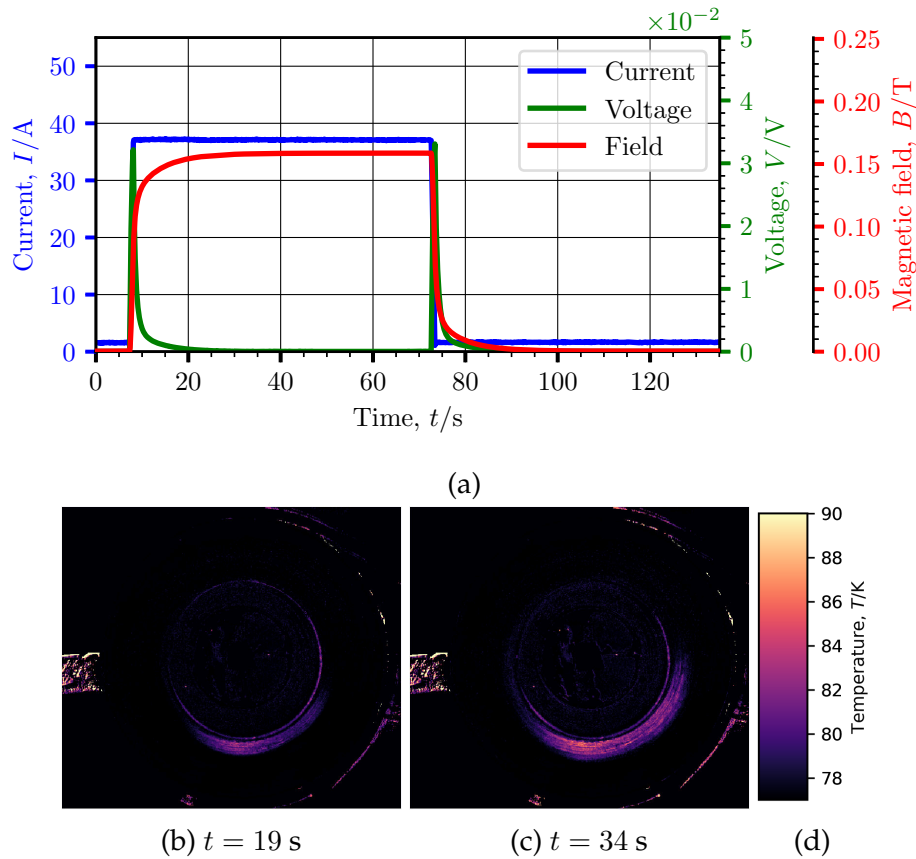 ×10⁻²
50
40
30
20
10
0
Current, I/A
Current
Voltage
Field
5
4
3
2
1
0
Voltage, V/V
0.25
0.20
0.15
0.10
0.05
0.00
Magnetic field, B/T
0 20 40 60 80 100 120
Time, t/s
(a)
90
88
86
84
82
80
78
Temperature, T/K
(b) t = 19 s (c) t = 34 s (d)